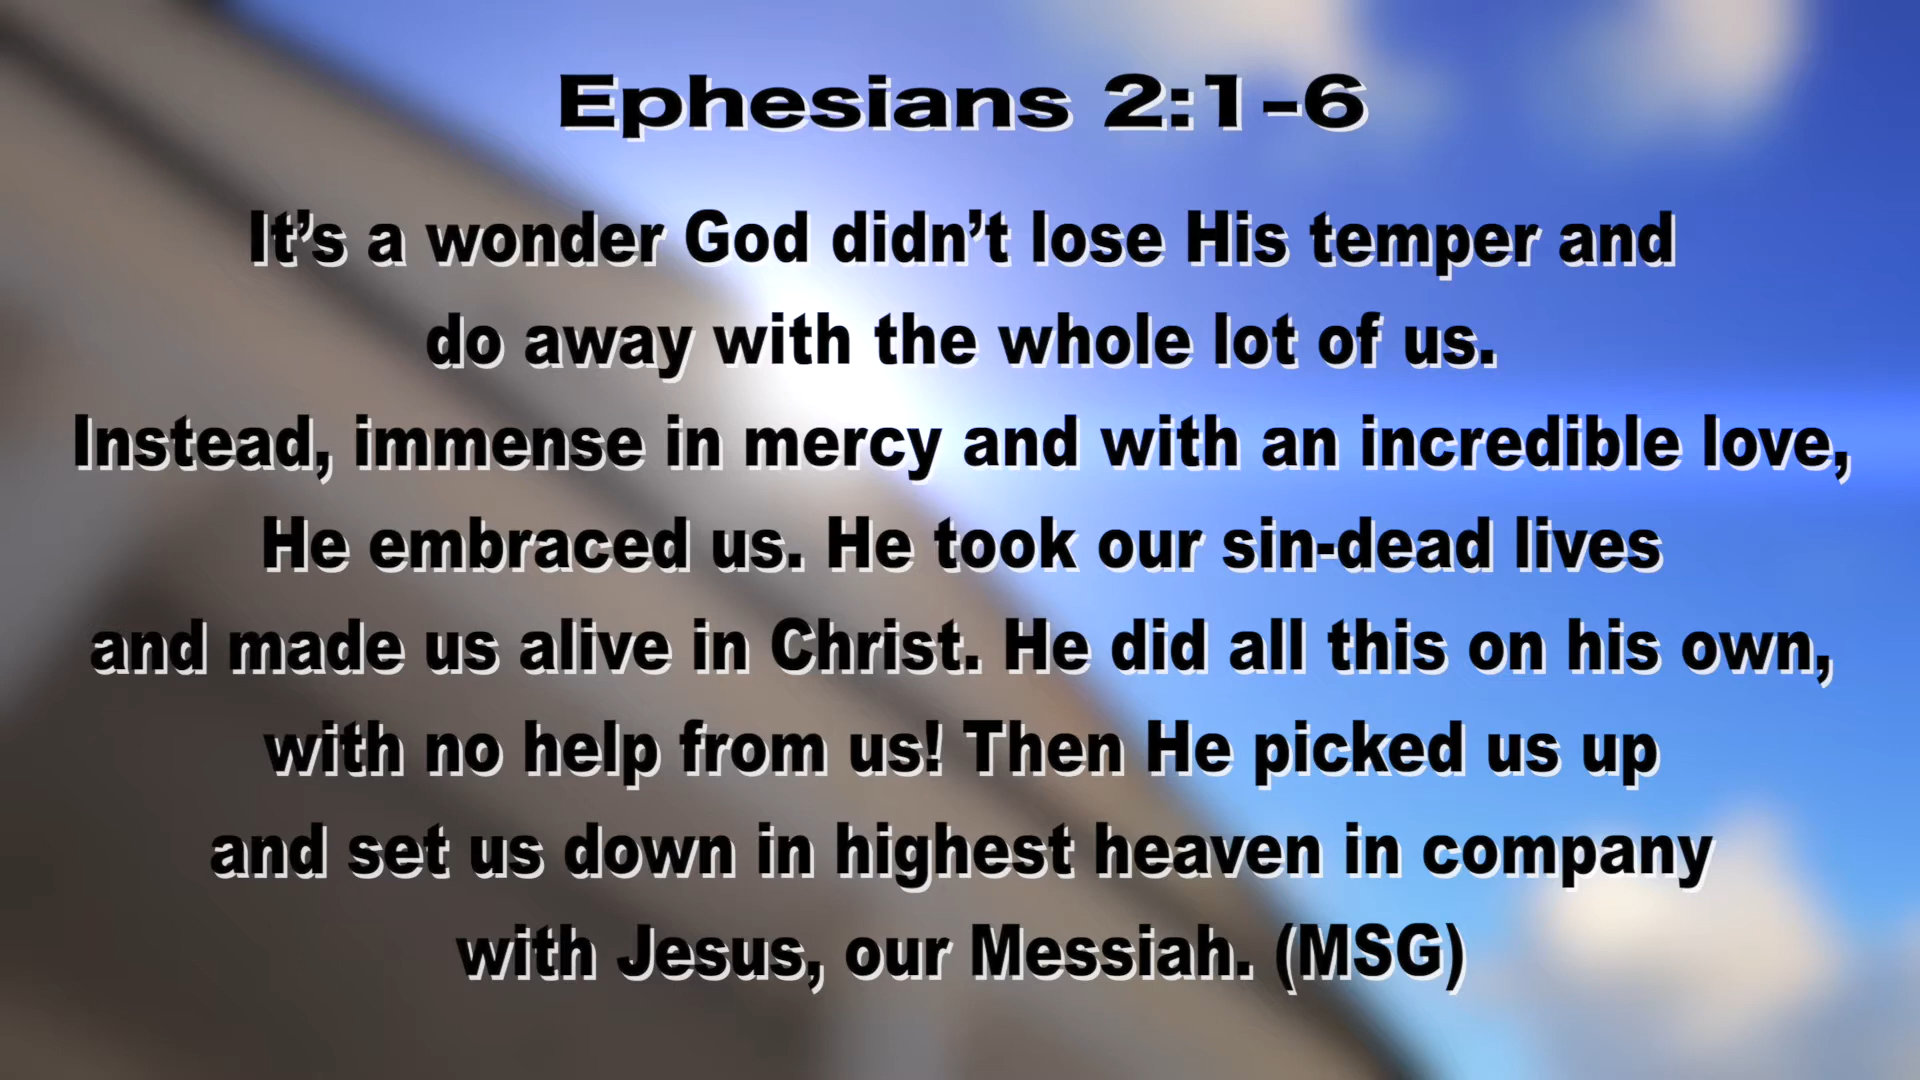 Ephesians 2:1-6
It’s a wonder God didn’t lose His temper and
do away with the whole lot of us.
Instead, immense in mercy and with an incredible love,
He embraced us. He took our sin-dead lives
and made us alive in Christ. He did all this on his own,
with no help from us! Then He picked us up
and set us down in highest heaven in company
with Jesus, our Messiah. (MSG)